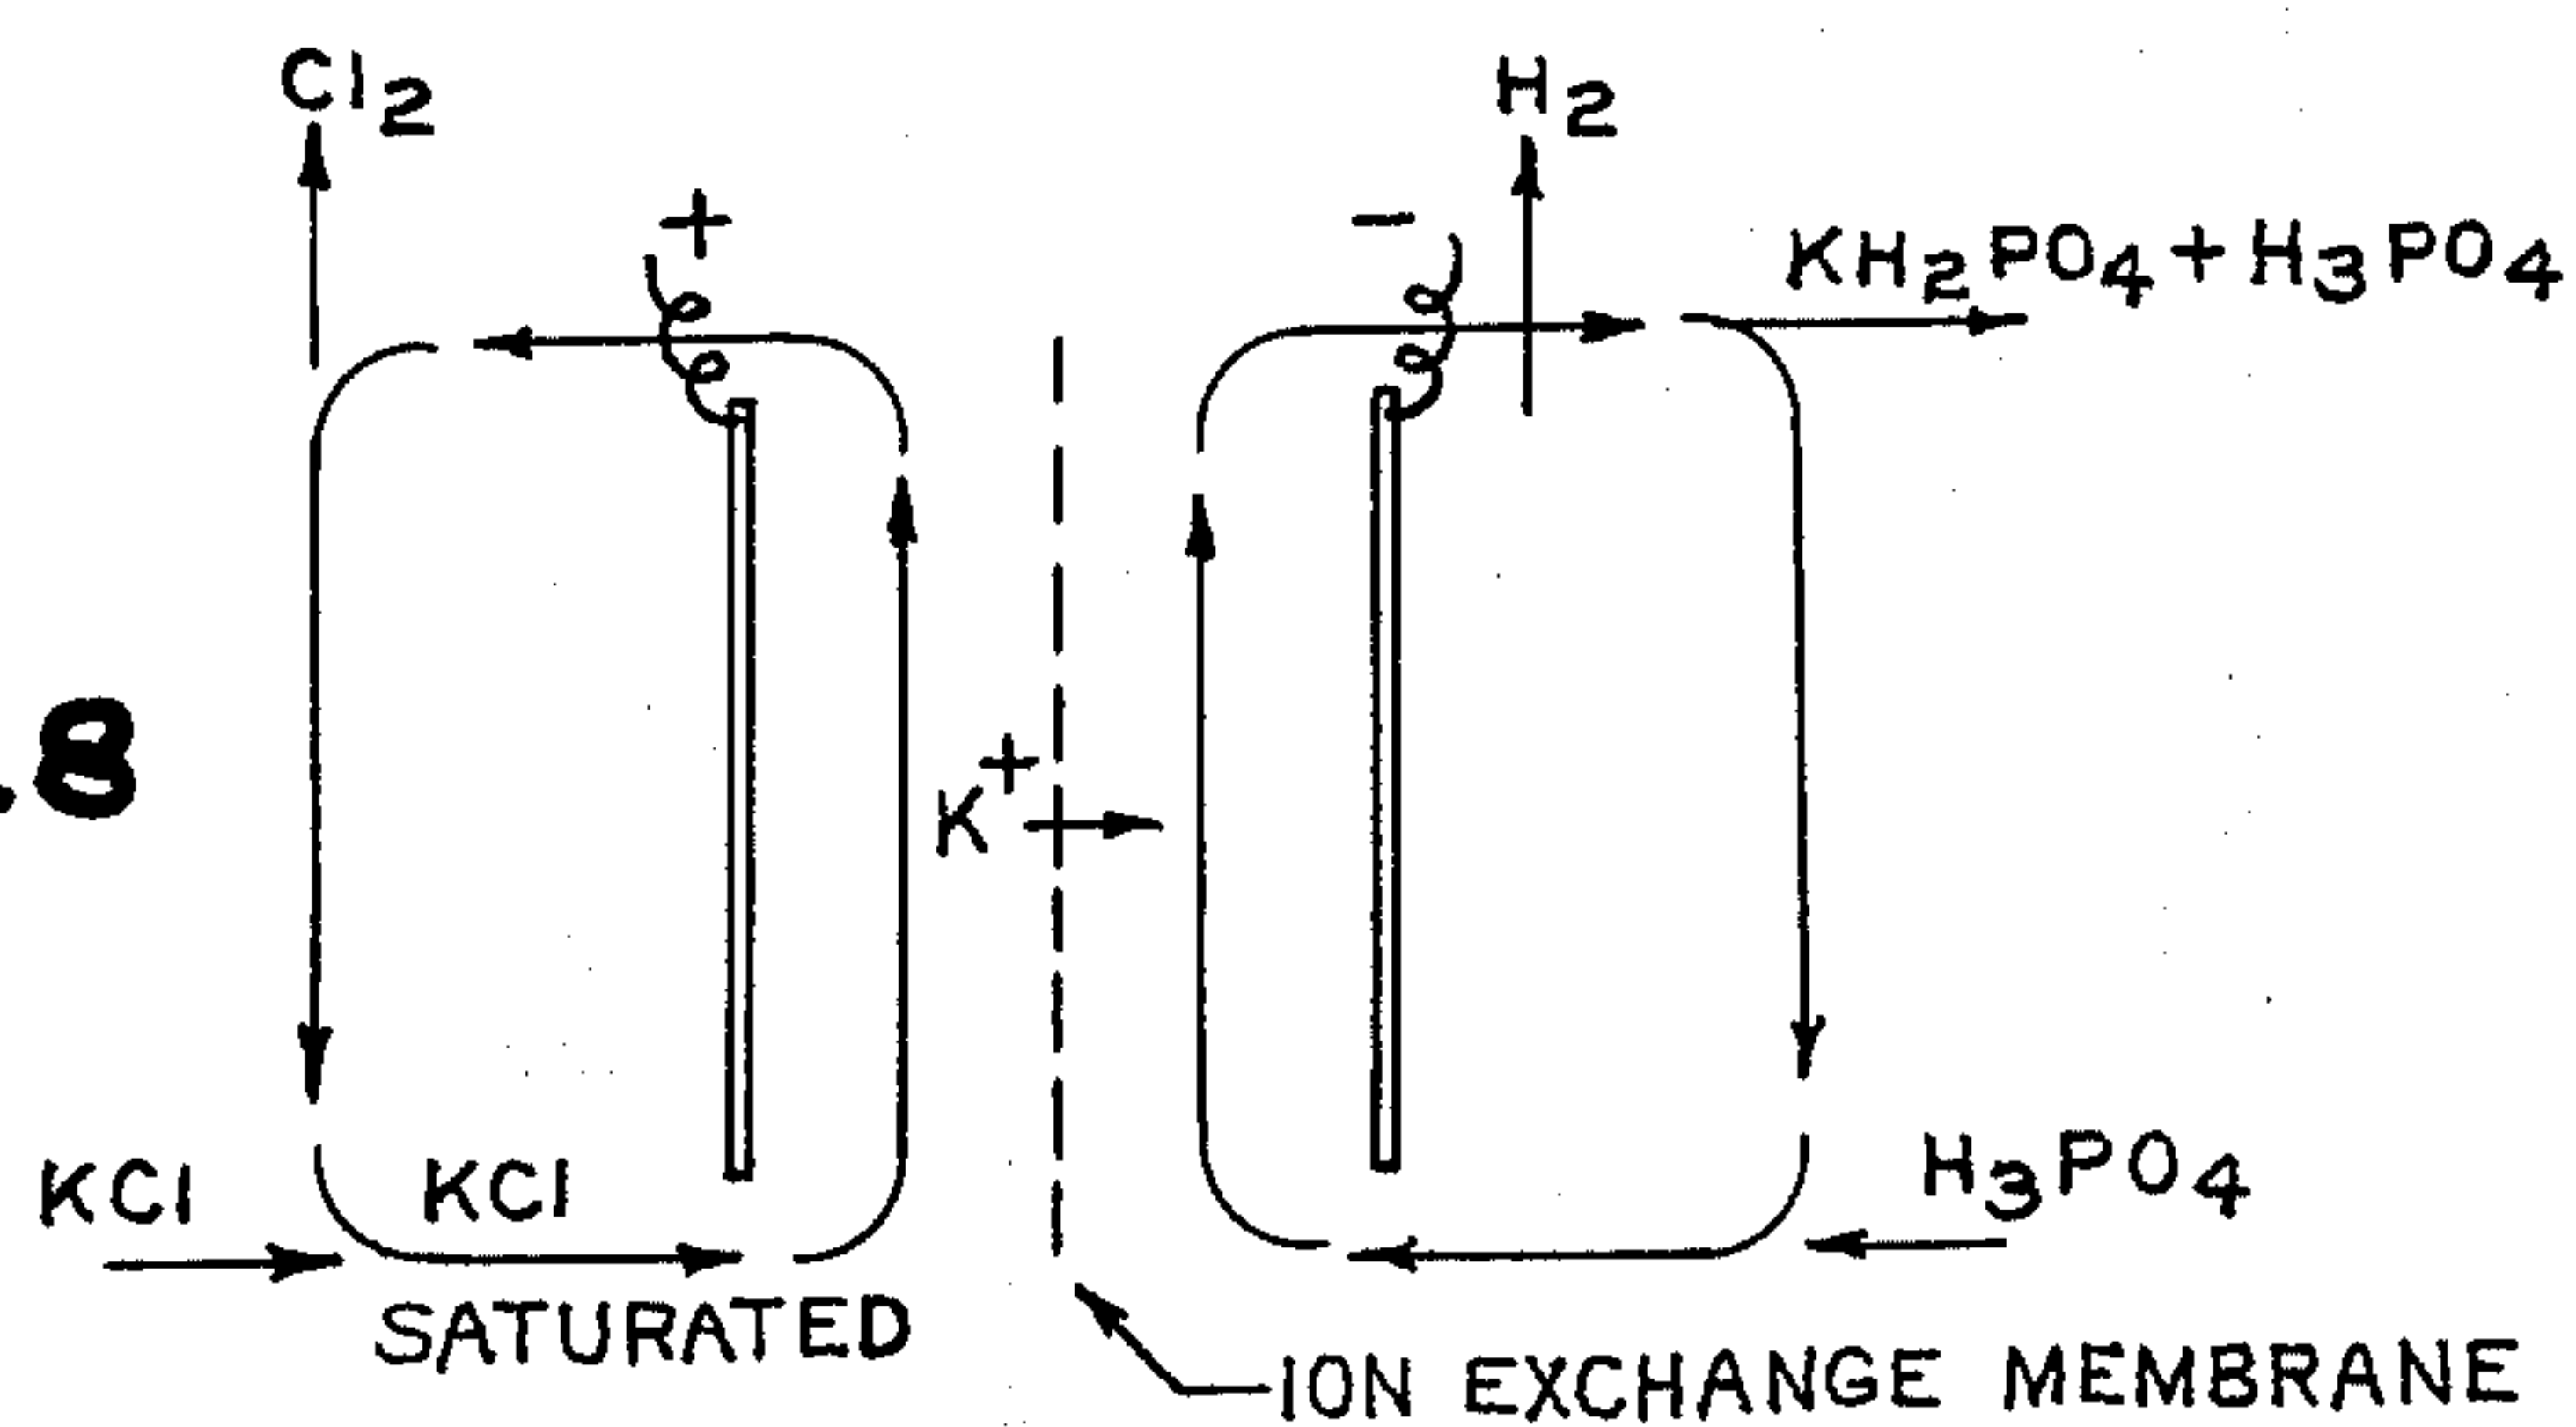 Cl₂
H₂
+
−
KH₂PO₄+H₃PO₄
.8
K⁺
KCl
KCl
H₃PO₄
SATURATED
ION EXCHANGE MEMBRANE